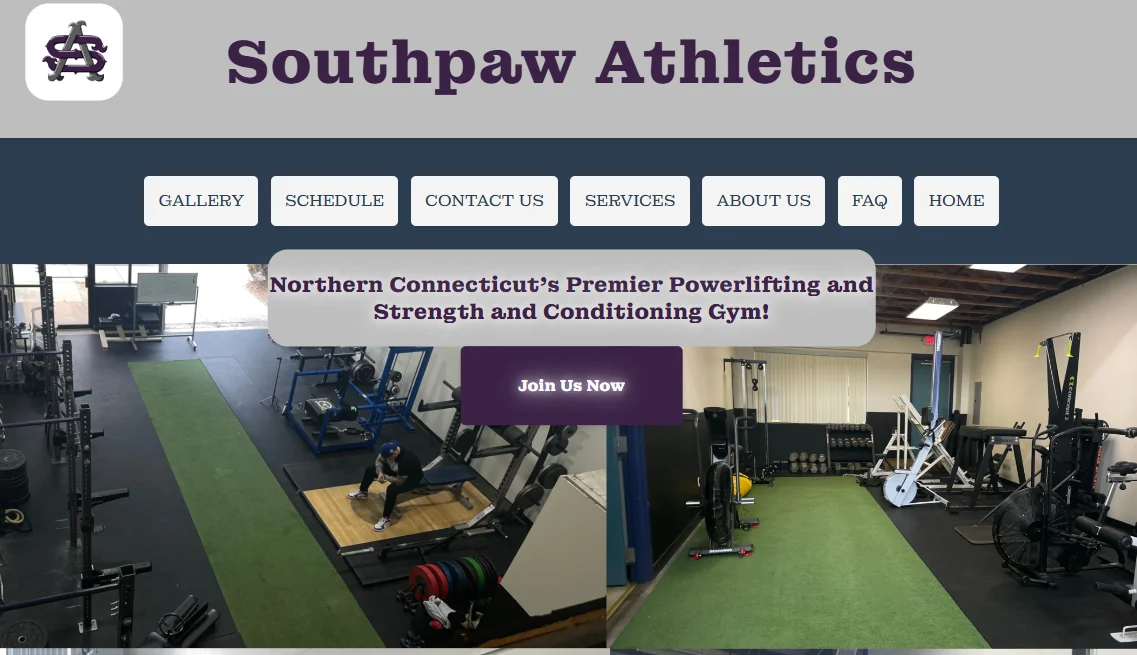 Southpaw Athletics
GALLERY
SCHEDULE
CONTACT US
SERVICES
ABOUT US
FAQ
HOME
Northern Connecticut’s Premier Powerlifting and
Strength and Conditioning Gym!
Join Us Now